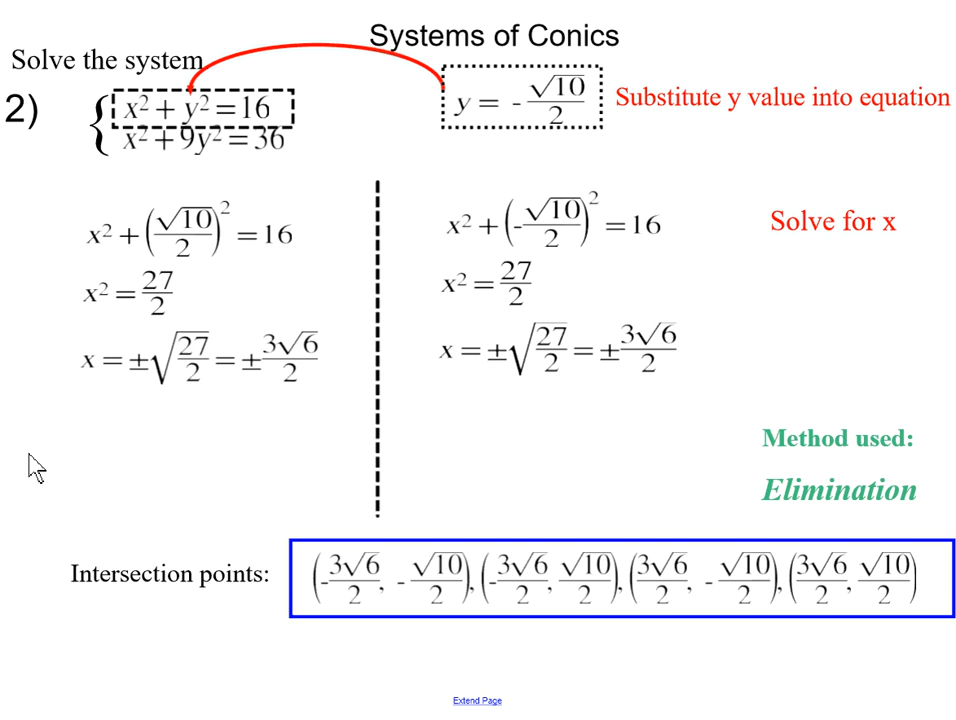 Systems of Conics
Solve the system
2) { x² + y² = 16
x² + 9y² = 36
y = - √10/2
Substitute y value into equation
x² + (√10/2)² = 16
x² = 27/2
x = ±√(27/2) = ± 3√6/2
x² + (-√10/2)² = 16
x² = 27/2
x = ±√(27/2) = ± 3√6/2
Solve for x
Method used:
Elimination
Intersection points: (-3√6/2, -√10/2), (-3√6/2, √10/2), (3√6/2, -√10/2), (3√6/2, √10/2)
Extend Page